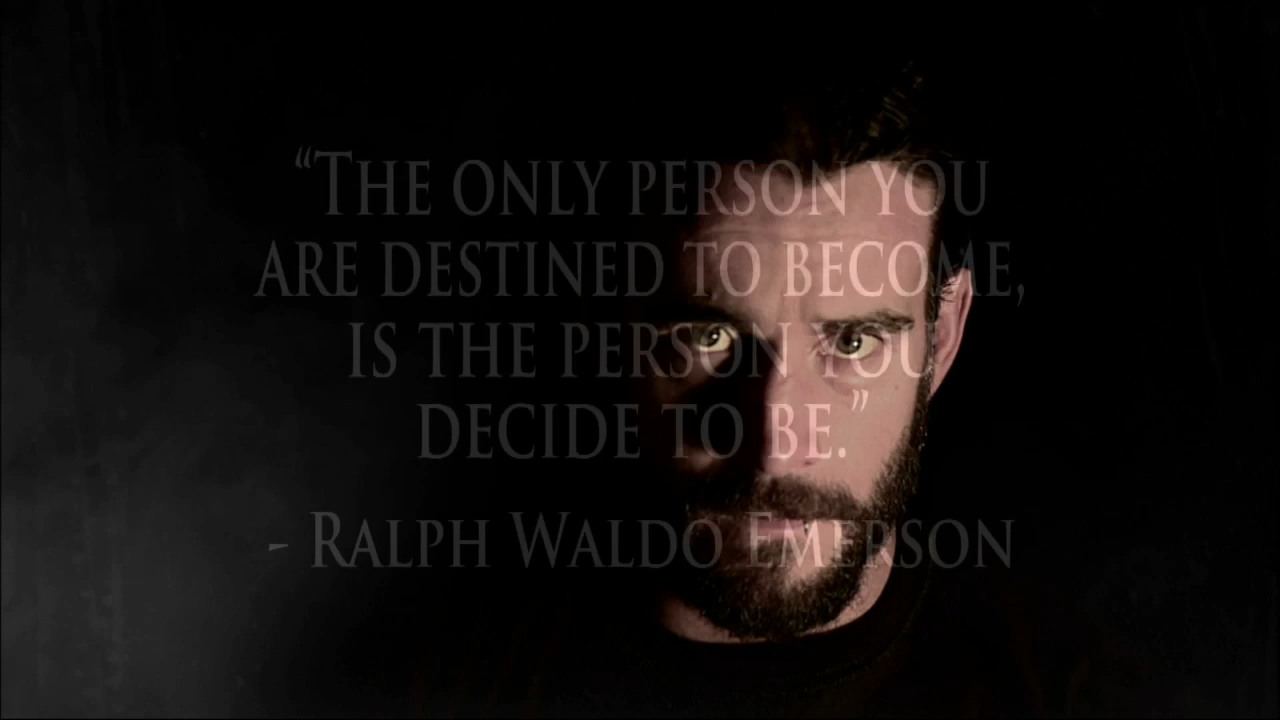 “The only person you
are destined to become,
is the person you
decide to be.”
- Ralph Waldo Emerson